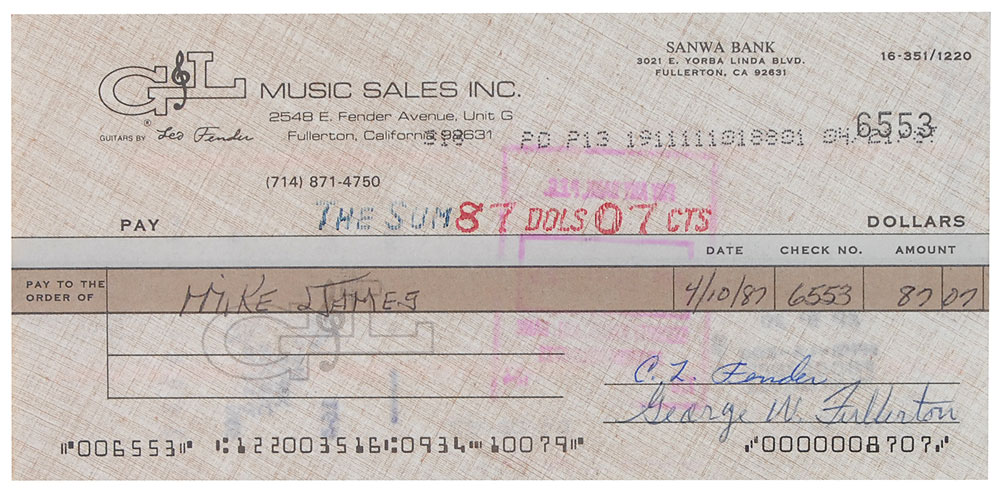 G&L
MUSIC SALES INC.
2548 E. Fender Avenue, Unit G
GUITARS BY Leo Fender
Fullerton, California 92631
(714) 871-4750
SANWA BANK
3021 E. YORBA LINDA BLVD.
FULLERTON, CA 92631
16-351/1220
6553
PO P13 1911111019801
PAY THE SUM 87 DOLS 07 CTS DOLLARS
DATE CHECK NO. AMOUNT
PAY TO THE
ORDER OF
MIKE JAMES 4/10/87 6553 87 07
G&L
C. L. Fender
George W. Fullerton
⑈006553⑈ ⑆122003516⑆0934⑉10079⑈ ⑇0000008707⑇